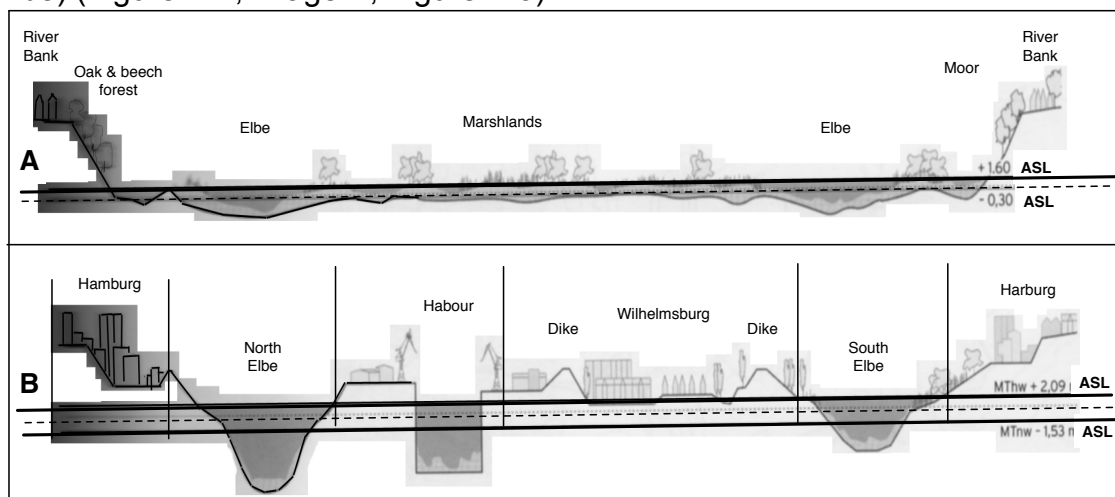 River
Bank
Oak & beech
forest
Elbe
Marshlands
Elbe
Moor
River
Bank
A
+1.60 ASL
- 0,30 ASL
Hamburg
North
Elbe
Habour
Dike
Wilhelmsburg
Dike
South
Elbe
Harburg
B
MThw + 2,09 ASL
MTnw - 1,53 ASL